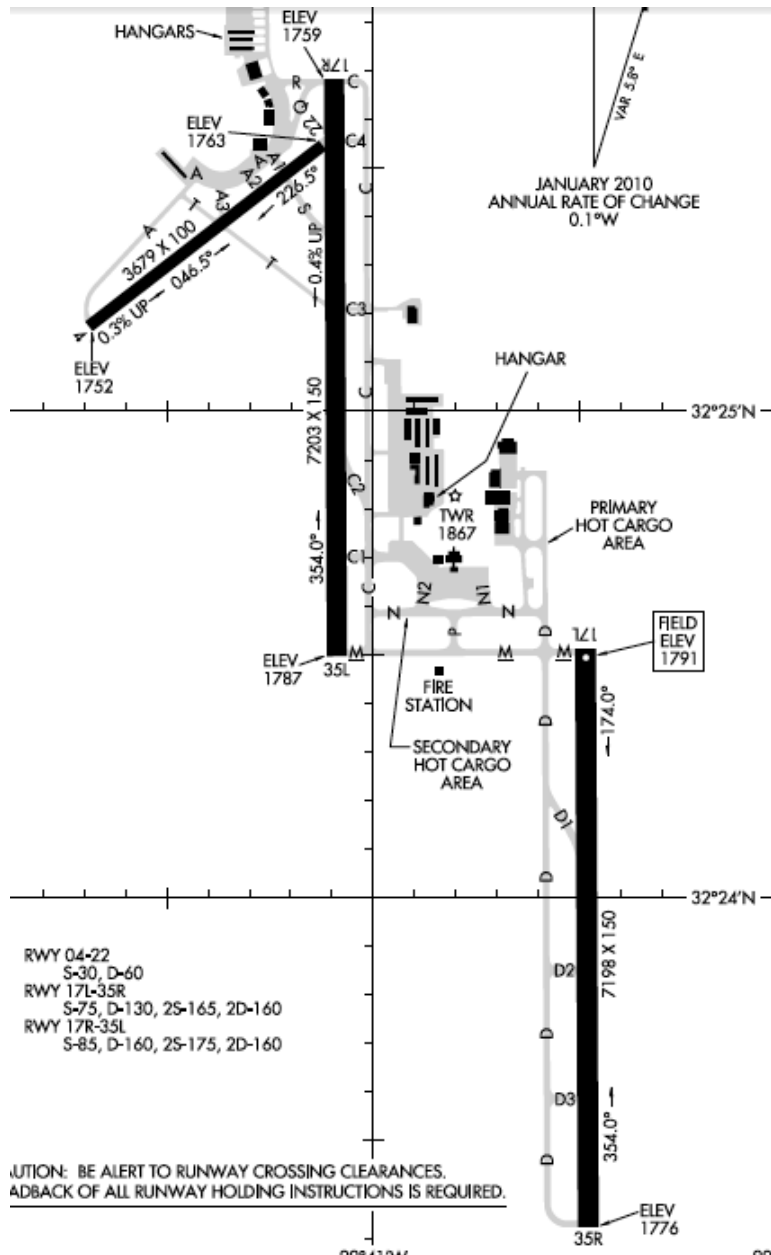 HANGARS
ELEV
1759
17R
C
R
Q
22
ELEV
1763
C4
VAR 5.8° E
A
A
A1
A2
A3
226.5°
JANUARY 2010
ANNUAL RATE OF CHANGE
0.1°W
C
S
T
A
3679 X 100
046.5°
T
0.4% UP
0.3% UP
4
C3
ELEV
1752
HANGAR
7203 X 150
C
32°25'N
C2
TWR
1867
PRIMARY
HOT CARGO
AREA
354.0°
C1
C
N2
N1
N
N
P
D
17L
FIELD
ELEV
1791
ELEV
1787
35L
M
M
M
FIRE
STATION
174.0°
D
SECONDARY
HOT CARGO
AREA
D1
D
32°24'N
RWY 04-22
S-30, D-60
RWY 17L-35R
S-75, D-130, 2S-165, 2D-160
RWY 17R-35L
S-85, D-160, 2S-175, 2D-160
7198 X 150
D2
D
D3
354.0°
D
AUTION: BE ALERT TO RUNWAY CROSSING CLEARANCES.
ADBACK OF ALL RUNWAY HOLDING INSTRUCTIONS IS REQUIRED.
ELEV
1776
35R